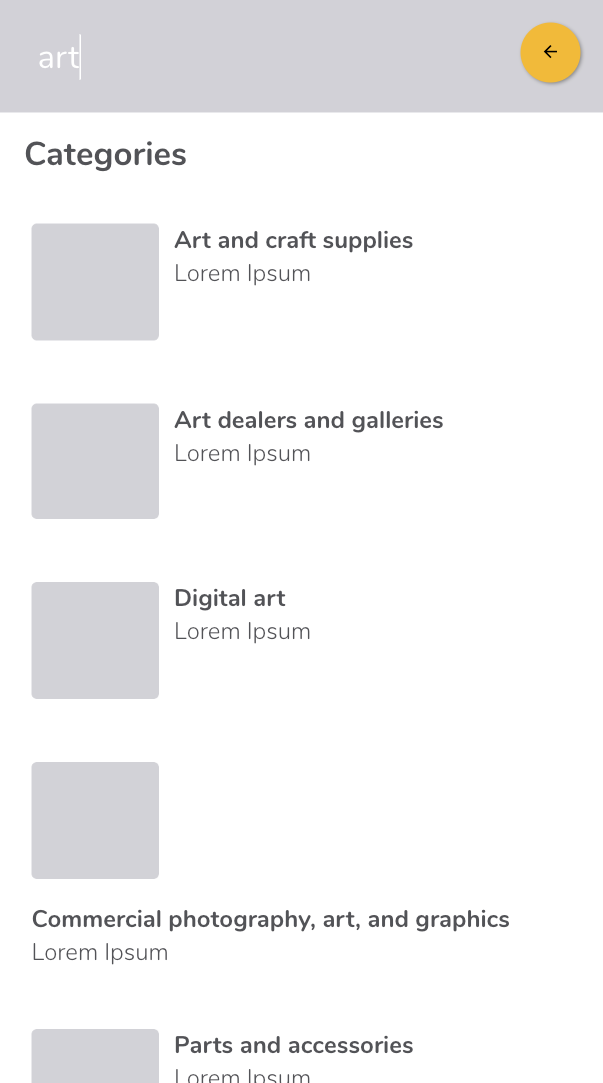 art
Categories
Art and craft supplies
Lorem Ipsum
Art dealers and galleries
Lorem Ipsum
Digital art
Lorem Ipsum
Commercial photography, art, and graphics
Lorem Ipsum
Parts and accessories
Lorem Ipsum